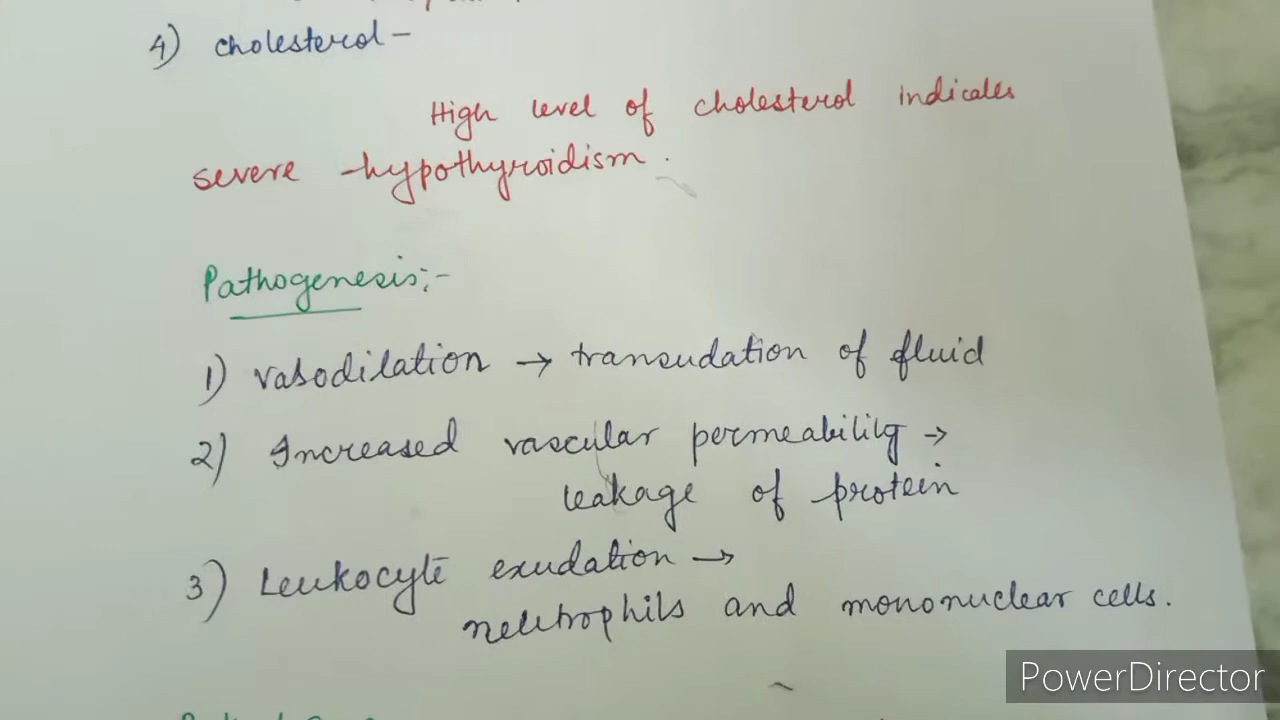 4) cholesterol -
High level of cholesterol indicates
severe hypothyroidism.
Pathogenesis:-
1) vasodilation → transudation of fluid
2) Increased vascular permeability →
leakage of protein
3) Leukocyte exudation →
neutrophils and mononuclear cells.
PowerDirector